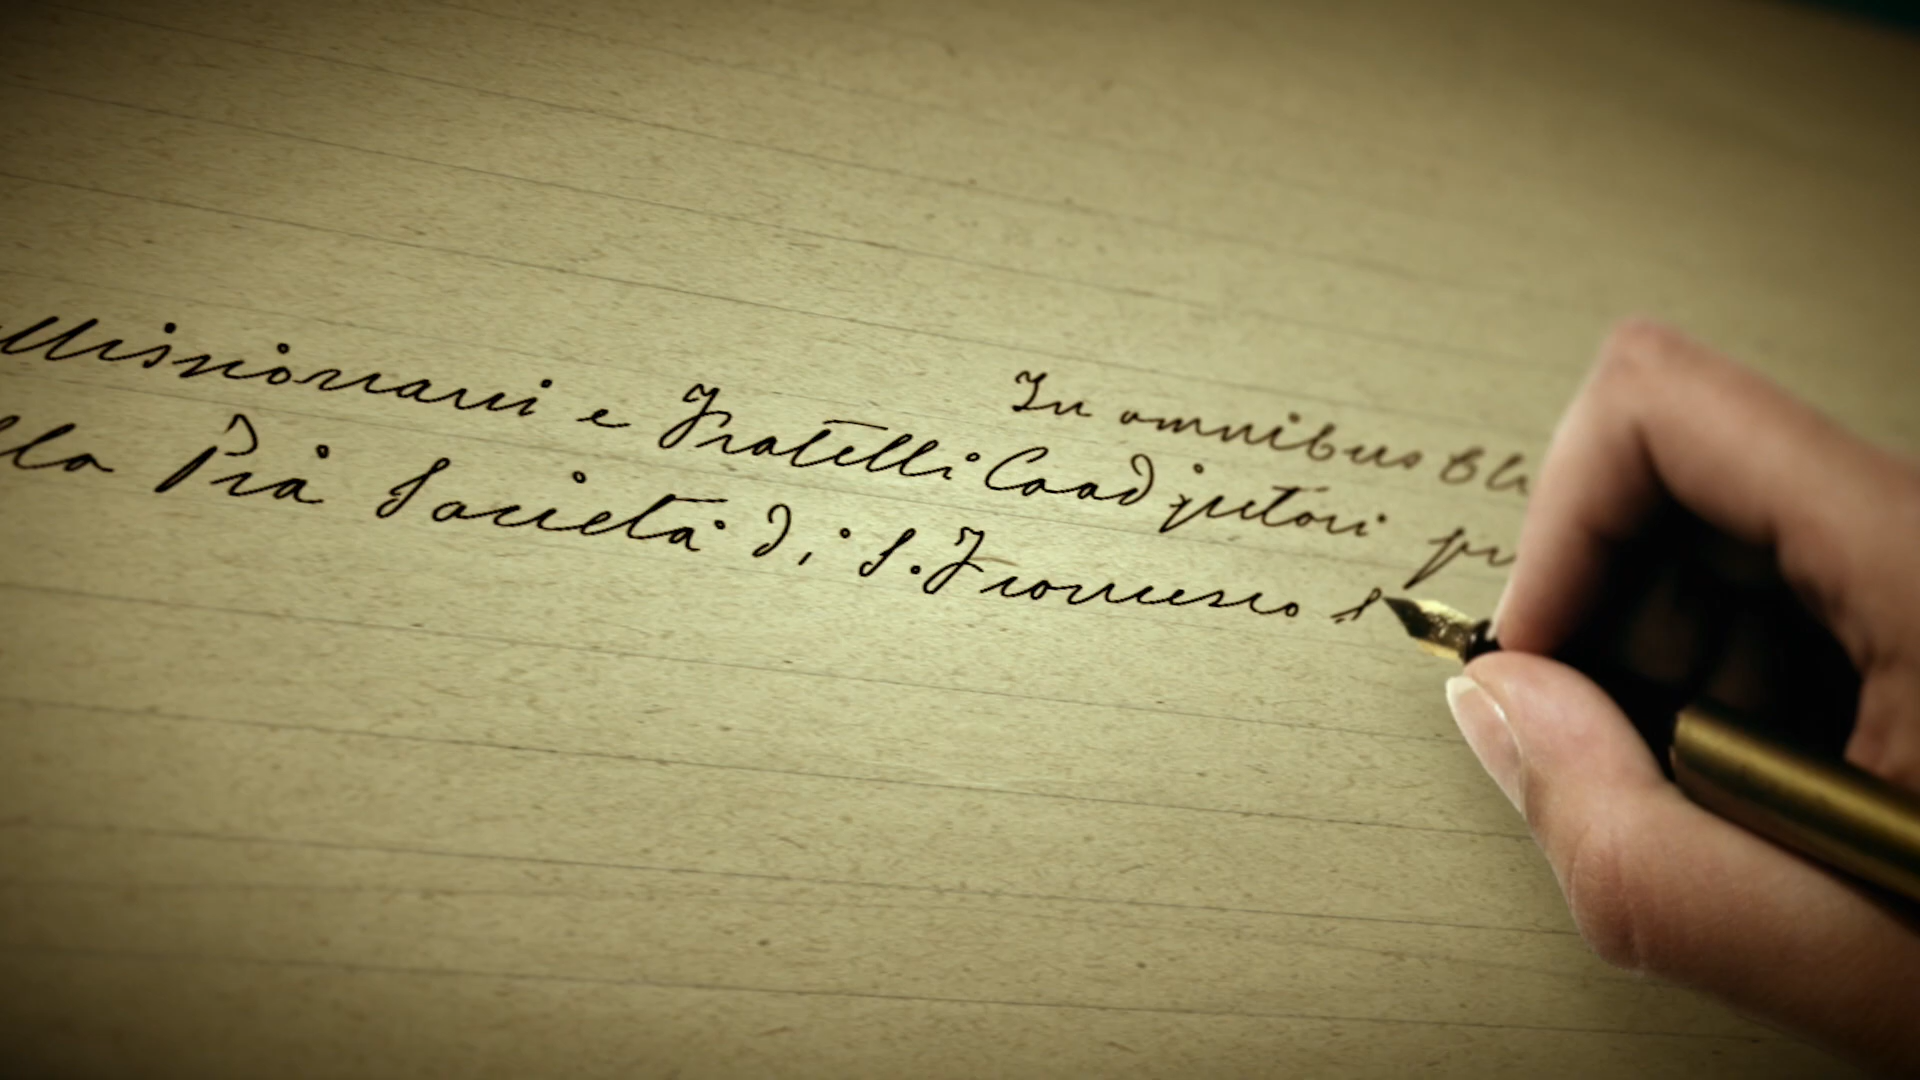 In omnibus
Missionari e Fratelli Coadjutori
Pia Società di S. Francesco